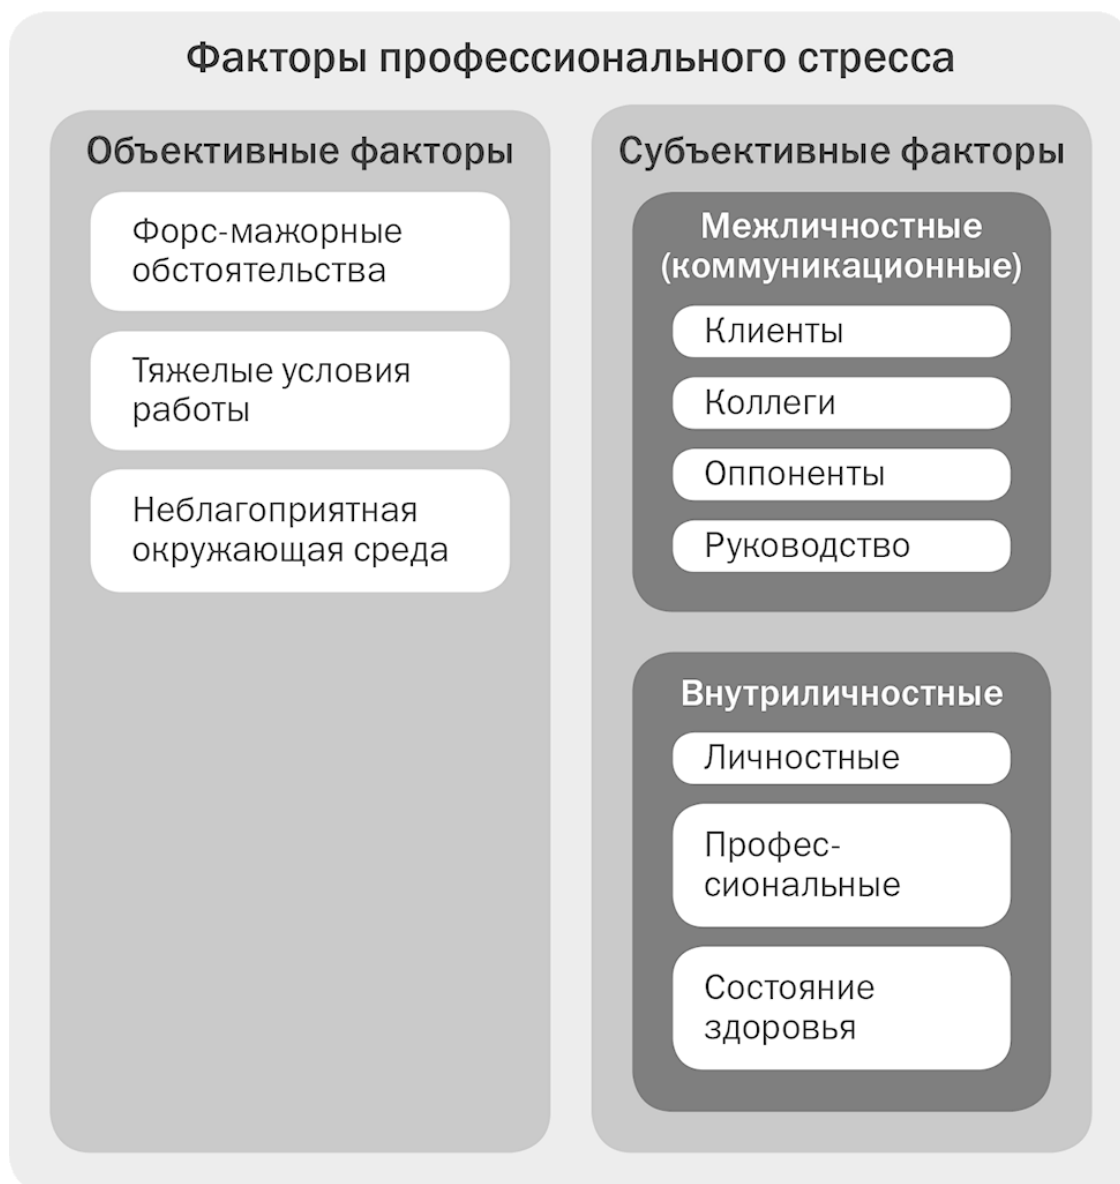 Факторы профессионального стресса
Объективные факторы
Форс-мажорные
обстоятельства
Тяжелые условия
работы
Неблагоприятная
окружающая среда
Субъективные факторы
Межличностные
(коммуникационные)
Клиенты
Коллеги
Оппоненты
Руководство
Внутриличностные
Личностные
Профес-
сиональные
Состояние
здоровья